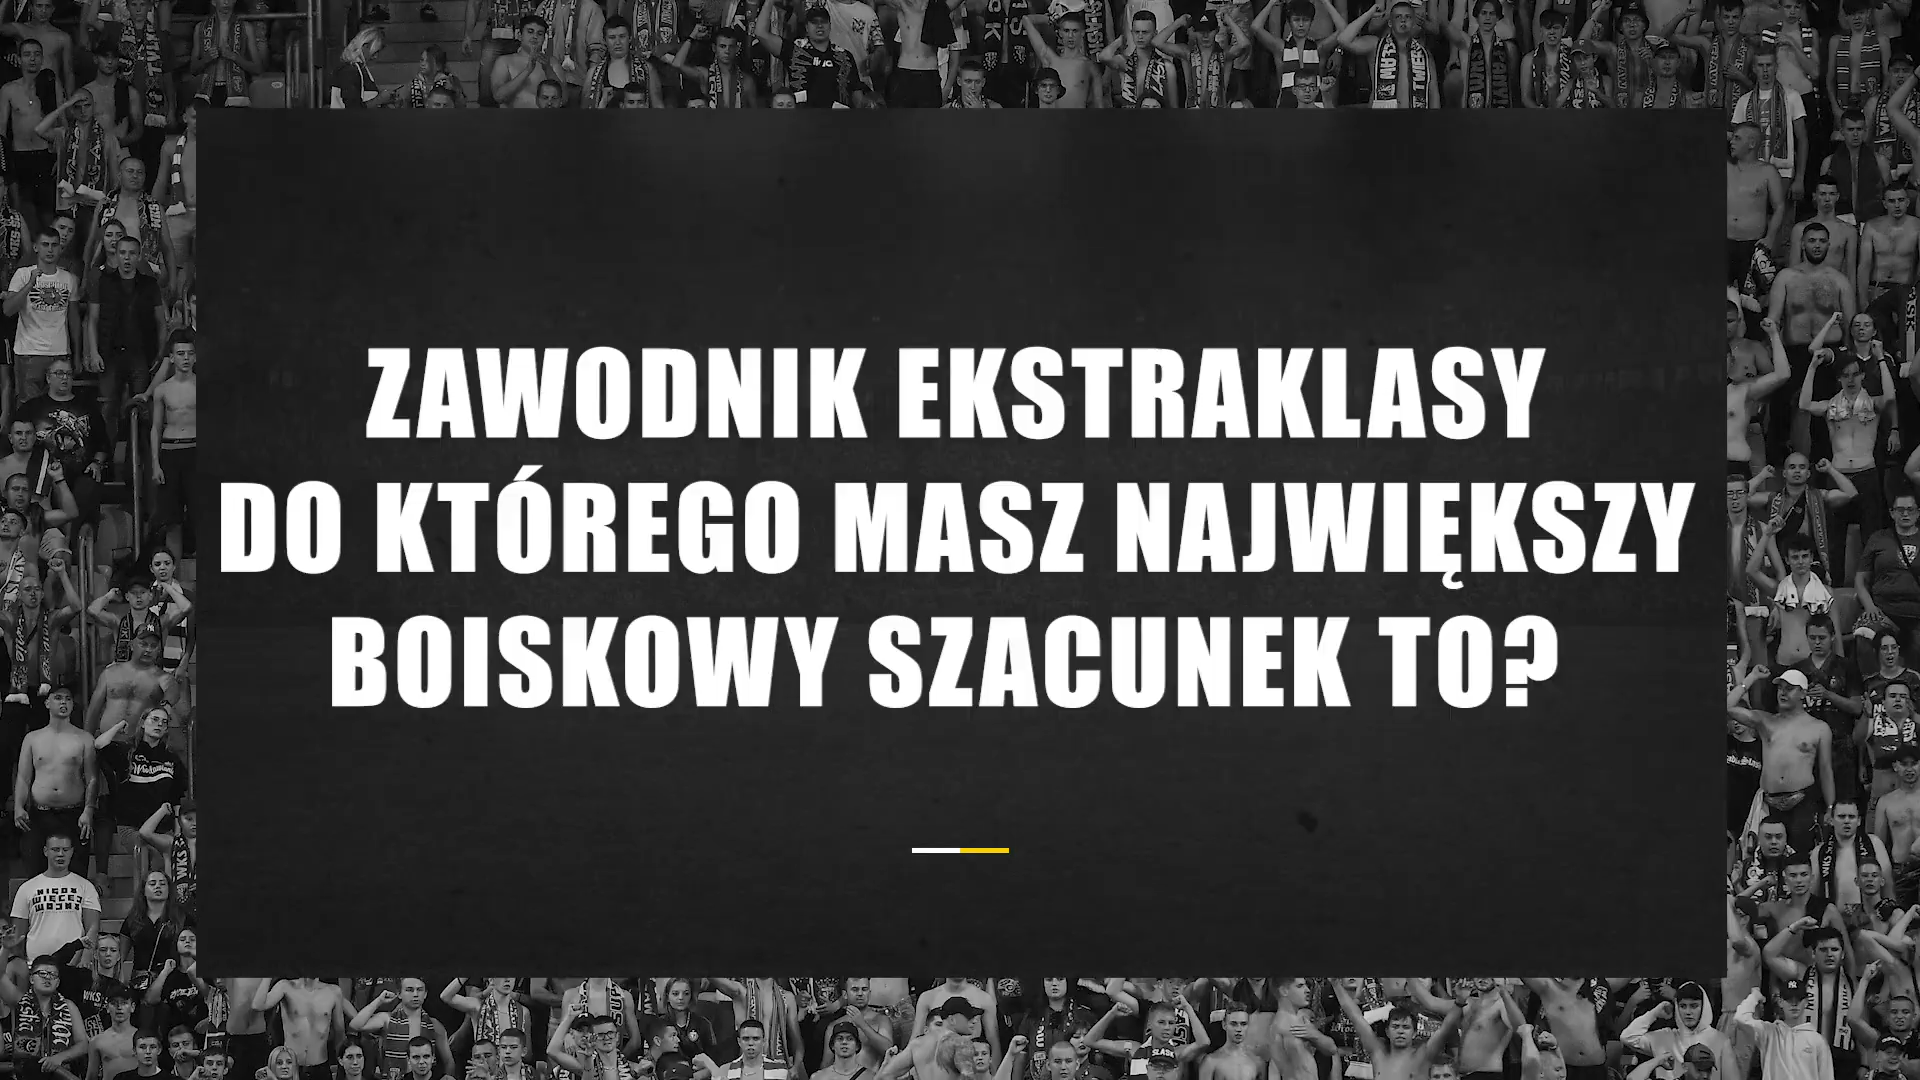 ZAWODNIK EKSTRAKLASY
DO KTÓREGO MASZ NAJWIĘKSZY
BOISKOWY SZACUNEK TO?